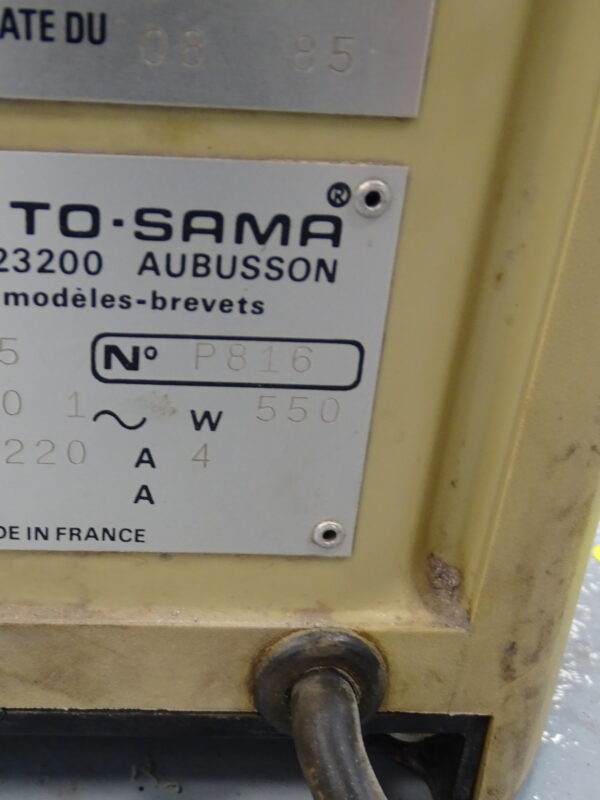 ATE DU 08 85
TO·SAMA®
23200 AUBUSSON
modèles-brevets
5 N° P816
0 1 ~ W 550
220 A 4
A
DE IN FRANCE